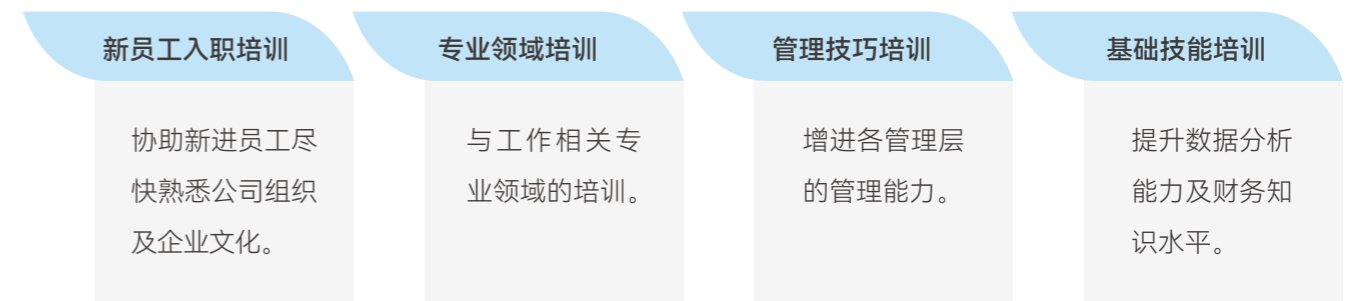 新员工入职培训
协助新进员工尽
快熟悉公司组织
及企业文化。
专业领域培训
与工作相关专
业领域的培训。
管理技巧培训
增进各管理层
的管理能力。
基础技能培训
提升数据分析
能力及财务知
识水平。